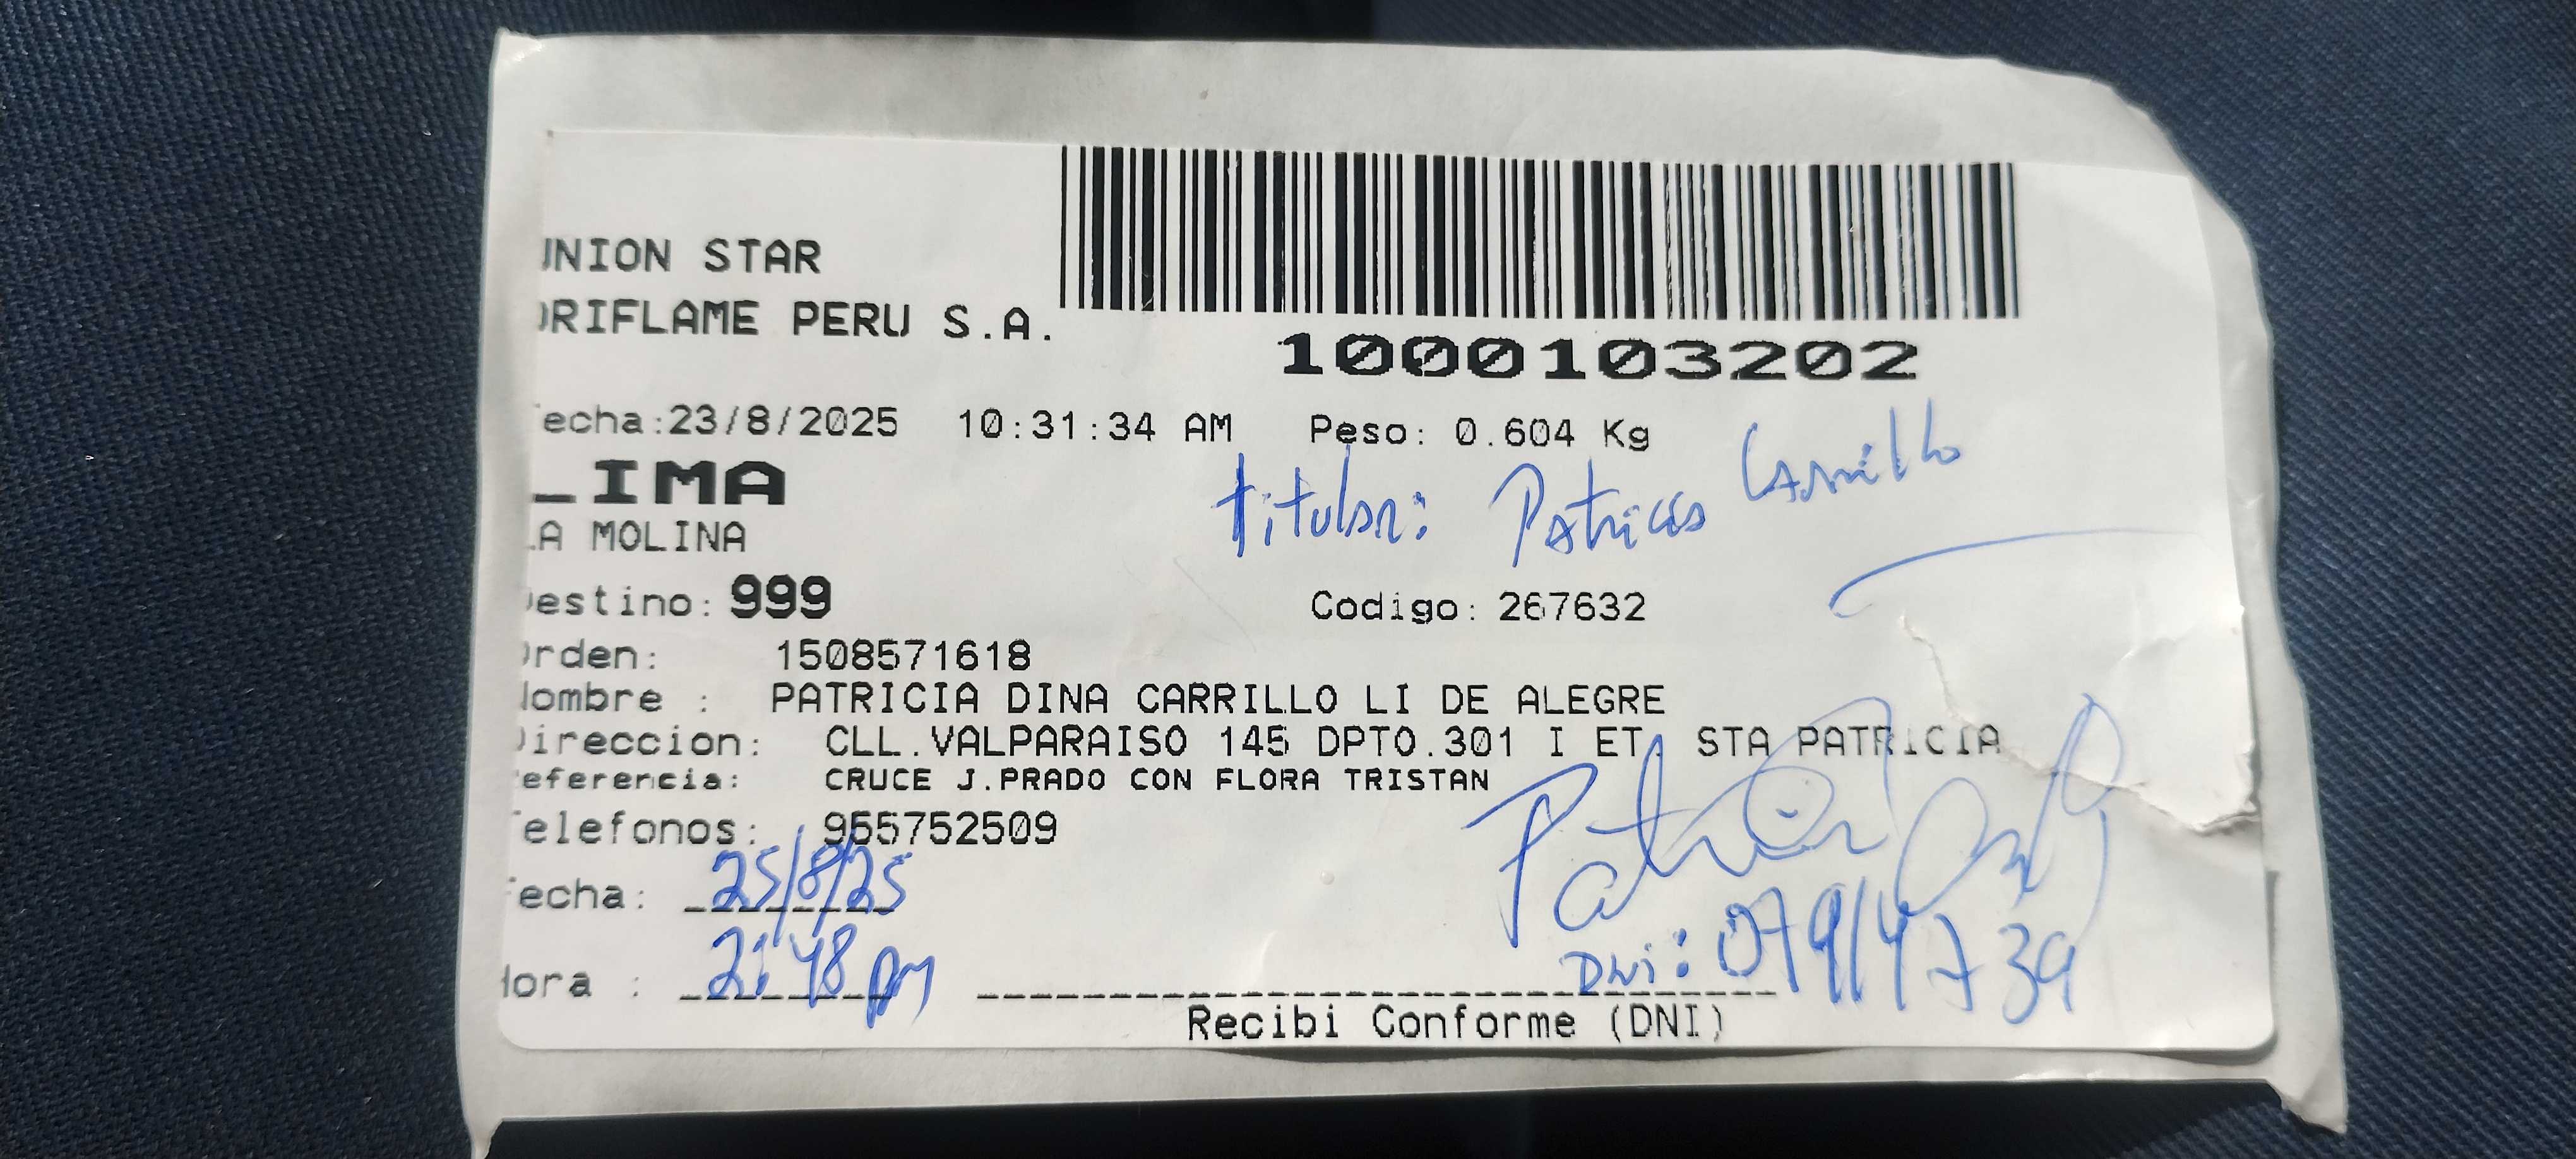 UNION STAR
ORIFLAME PERU S.A.
1000103202
Fecha:23/8/2025 10:31:34 AM Peso: 0.604 Kg
LIMA
titular: Patricia Carrillo
LA MOLINA
Destino: 999 Codigo: 267632
Orden: 1508571618
Nombre : PATRICIA DINA CARRILLO LI DE ALEGRE
Direccion: CLL.VALPARAISO 145 DPTO.301 I ET. STA PATRICIA
Referencia: CRUCE J.PRADO CON FLORA TRISTAN
Telefonos: 955752509
Fecha: 25/8/25
Hora : 2:48 pm
DNI: 07914739
Recibi Conforme (DNI)